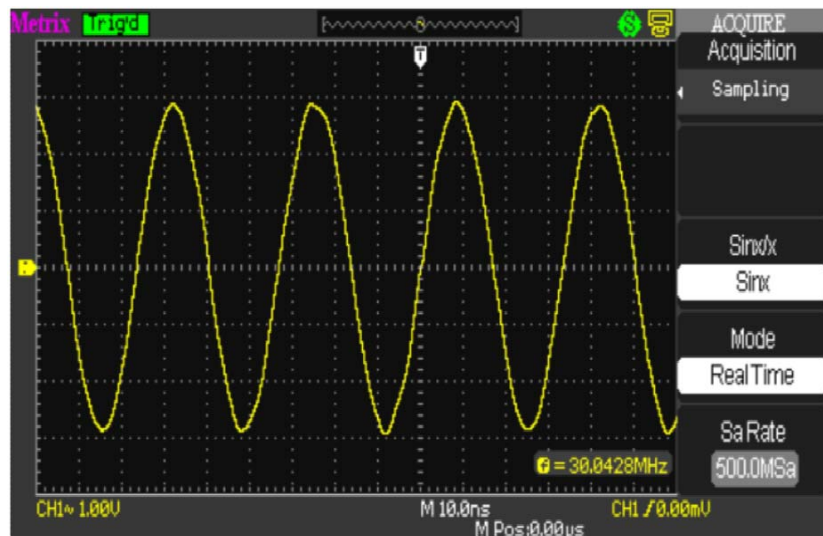 Metrix Trig'd
T
ACQUIRE
Acquisition
Sampling
Sinx/x
Sinx
Mode
RealTime
Sa Rate
500.0MSa
f = 30.0428MHz
CH1~ 1.00V M 10.0ns CH1 / 0.00mV
M Pos:0.00µs